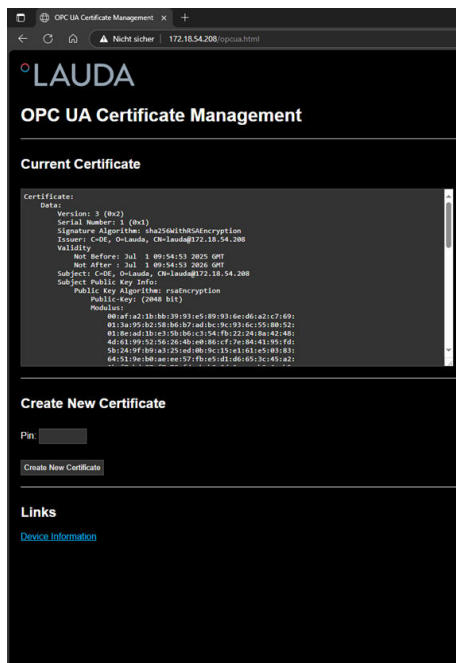 OPC UA Certificate Management
Nicht sicher | 172.18.54.208/opcua.html
°LAUDA
OPC UA Certificate Management
Current Certificate
Certificate:
Data:
Version: 3 (0x2)
Serial Number: 1 (0x1)
Signature Algorithm: sha256WithRSAEncryption
Issuer: C=DE, O=Lauda, CN=lauda@172.18.54.208
Validity
Not Before: Jul 1 09:54:53 2025 GMT
Not After : Jul 1 09:54:53 2026 GMT
Subject: C=DE, O=Lauda, CN=lauda@172.18.54.208
Subject Public Key Info:
Public Key Algorithm: rsaEncryption
Public-Key: (2048 bit)
Modulus:
00:af:a2:1b:bb:39:93:e5:89:93:6e:d6:a2:c7:69:
01:3a:95:b2:58:b6:b7:ad:bc:9c:93:6c:55:80:52:
01:8e:ad:1b:e3:5b:b6:c3:54:fb:22:24:8a:42:48:
4d:61:99:52:56:26:4b:e0:86:cf:7e:84:41:95:fd:
5b:24:9f:b9:a3:25:ed:0b:9c:15:e1:61:e5:03:83:
64:51:9e:b0:ae:ee:57:fb:e5:d1:d6:65:3c:45:a2:
Create New Certificate
Pin:
Create New Certificate
Links
Device Information